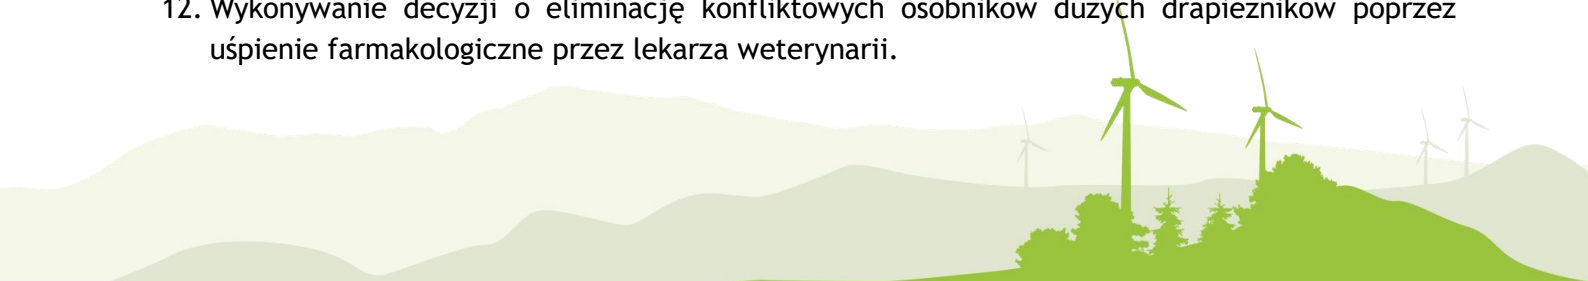 12. Wykonywanie decyzji o eliminację konfliktowych osobników dużych drapieżników poprzez
uśpienie farmakologiczne przez lekarza weterynarii.